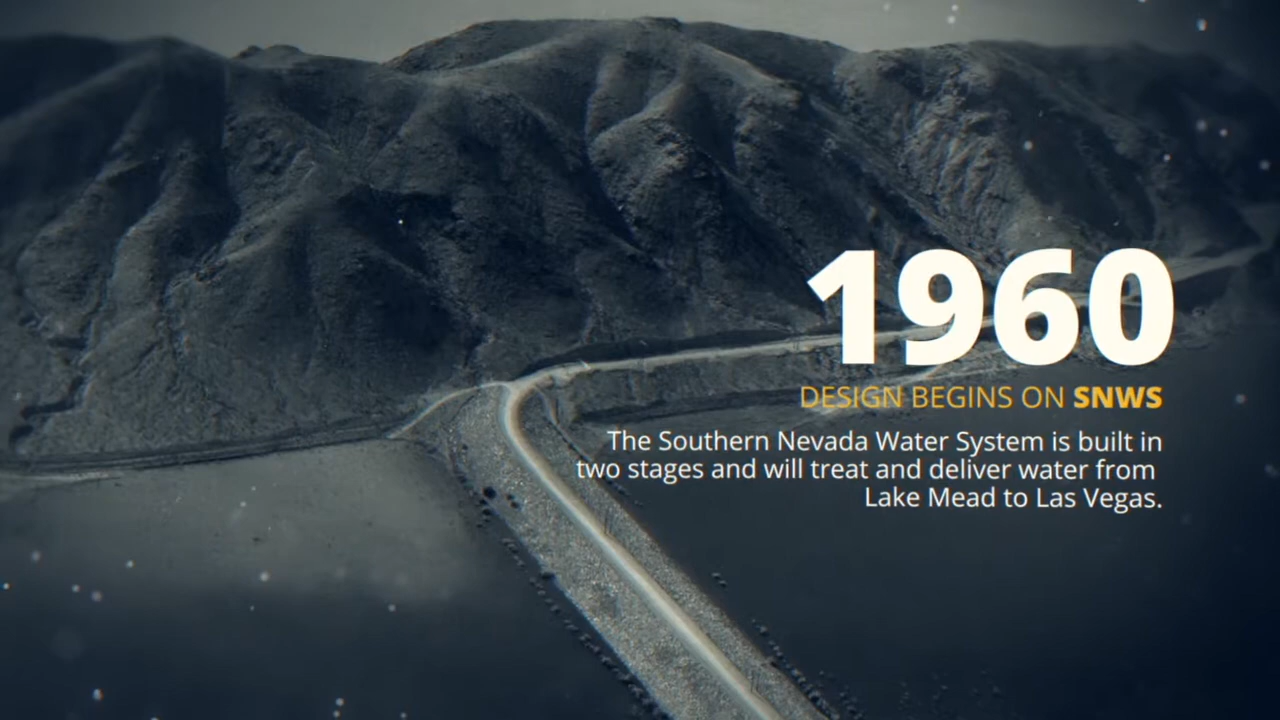 1960
DESIGN BEGINS ON SNWS
The Southern Nevada Water System is built in
two stages and will treat and deliver water from
Lake Mead to Las Vegas.